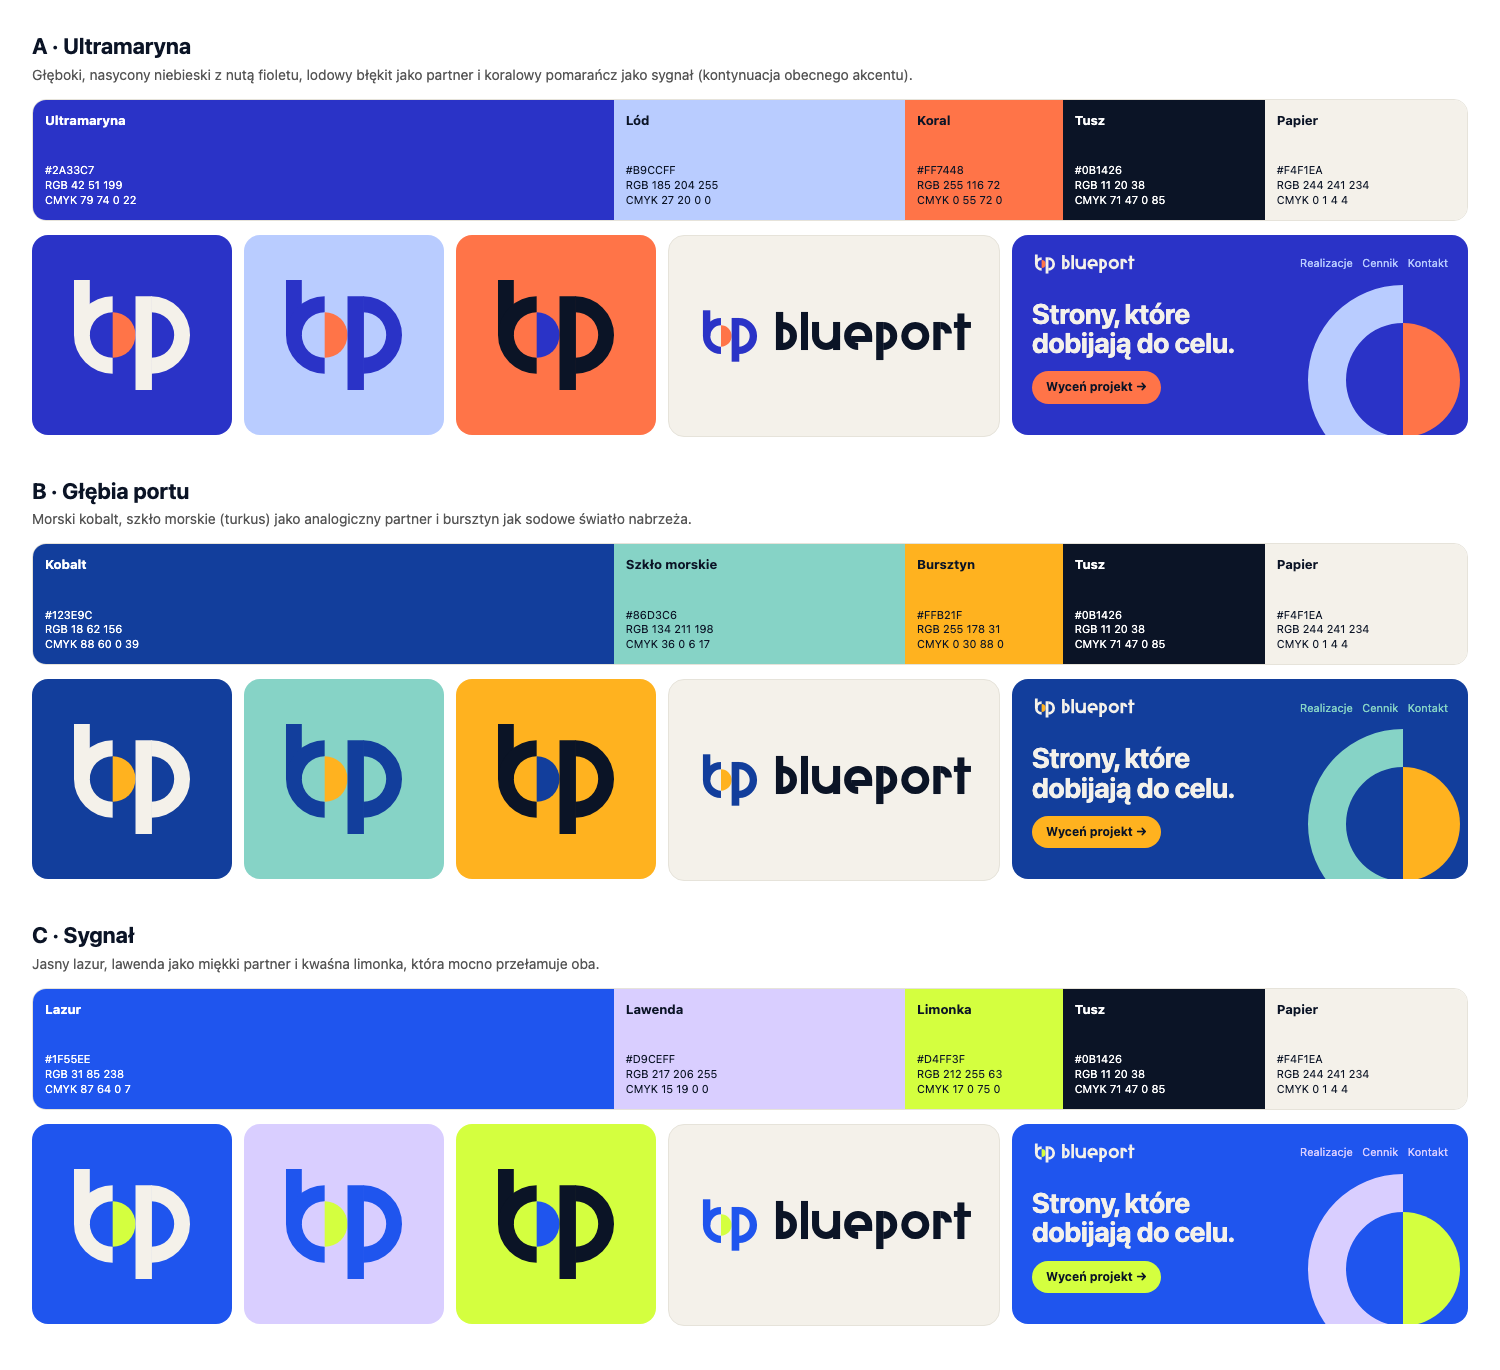 A · Ultramaryna
Głęboki, nasycony niebieski z nutą fioletu, lodowy błękit jako partner i koralowy pomarańcz jako sygnał (kontynuacja obecnego akcentu).
Ultramaryna
#2A33C7
RGB 42 51 199
CMYK 79 74 0 22
Lód
#B9CCFF
RGB 185 204 255
CMYK 27 20 0 0
Koral
#FF7448
RGB 255 116 72
CMYK 0 55 72 0
Tusz
#0B1426
RGB 11 20 38
CMYK 71 47 0 85
Papier
#F4F1EA
RGB 244 241 234
CMYK 0 1 4 4
bp
bp
bp
bp blueport
bp blueport
Realizacje Cennik Kontakt
Strony, które
dobijają do celu.
Wyceń projekt →
B · Głębia portu
Morski kobalt, szkło morskie (turkus) jako analogiczny partner i bursztyn jak sodowe światło nabrzeża.
Kobalt
#123E9C
RGB 18 62 156
CMYK 88 60 0 39
Szkło morskie
#86D3C6
RGB 134 211 198
CMYK 36 0 6 17
Bursztyn
#FFB21F
RGB 255 178 31
CMYK 0 30 88 0
Tusz
#0B1426
RGB 11 20 38
CMYK 71 47 0 85
Papier
#F4F1EA
RGB 244 241 234
CMYK 0 1 4 4
bp
bp
bp
bp blueport
bp blueport
Realizacje Cennik Kontakt
Strony, które
dobijają do celu.
Wyceń projekt →
C · Sygnał
Jasny lazur, lawenda jako miękki partner i kwaśna limonka, która mocno przełamuje oba.
Lazur
#1F55EE
RGB 31 85 238
CMYK 87 64 0 7
Lawenda
#D9CEFF
RGB 217 206 255
CMYK 15 19 0 0
Limonka
#D4FF3F
RGB 212 255 63
CMYK 17 0 75 0
Tusz
#0B1426
RGB 11 20 38
CMYK 71 47 0 85
Papier
#F4F1EA
RGB 244 241 234
CMYK 0 1 4 4
bp
bp
bp
bp blueport
bp blueport
Realizacje Cennik Kontakt
Strony, które
dobijają do celu.
Wyceń projekt →